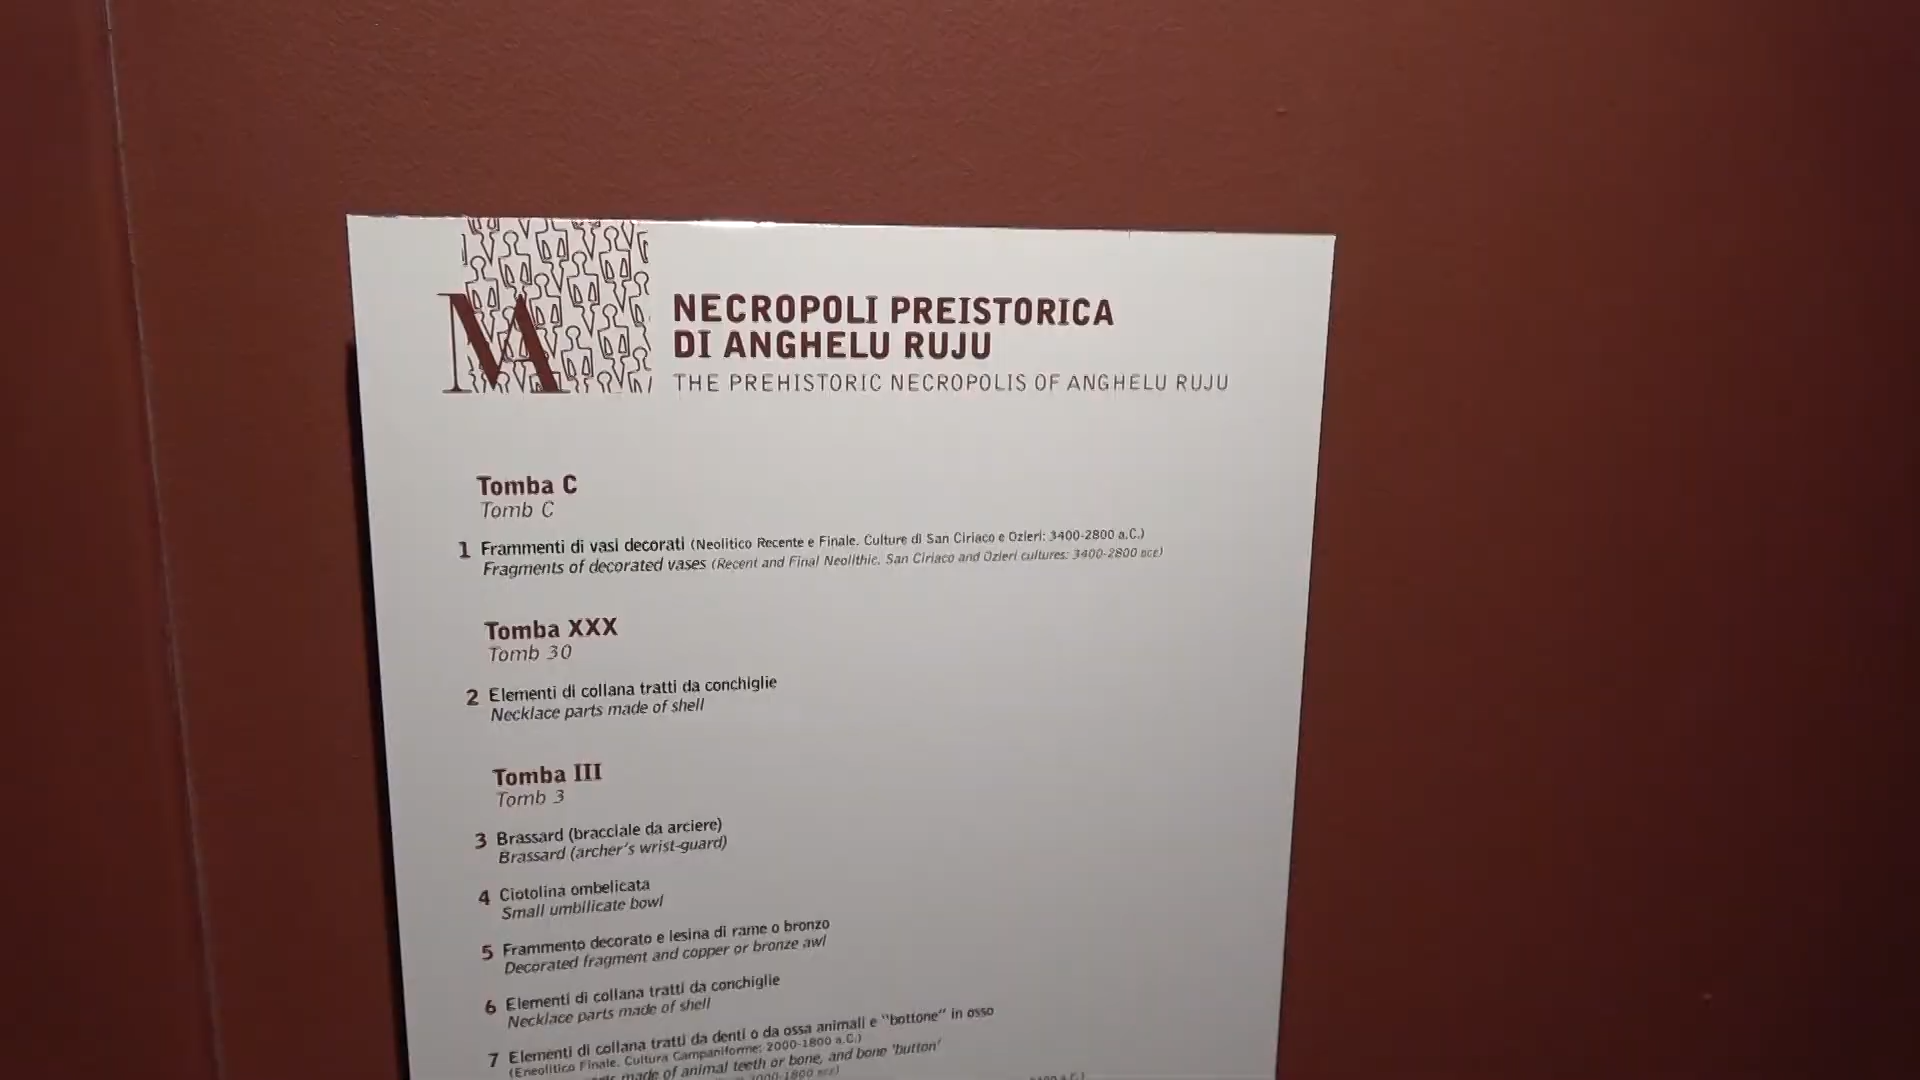 MA
NECROPOLI PREISTORICA
DI ANGHELU RUJU
THE PREHISTORIC NECROPOLIS OF ANGHELU RUJU
Tomba C
Tomb C
1 Frammenti di vasi decorati (Neolitico Recente e Finale. Culture di San Ciriaco e Ozieri: 3400-2800 a.C.)
Fragments of decorated vases (Recent and Final Neolithic. San Ciriaco and Ozieri cultures: 3400-2800 BCE)
Tomba XXX
Tomb 30
2 Elementi di collana tratti da conchiglie
Necklace parts made of shell
Tomba III
Tomb 3
3 Brassard (bracciale da arciere)
Brassard (archer's wrist-guard)
4 Ciotolina ombelicata
Small umbilicate bowl
5 Frammento decorato e lesina di rame o bronzo
Decorated fragment and copper or bronze awl
6 Elementi di collana tratti da conchiglie
Necklace parts made of shell
7 Elementi di collana tratti da denti o da ossa animali e "bottone" in osso
(Eneolitico Finale. Cultura Campaniforme: 2000-1800 a.C.)
made of animal teeth or bone, and bone 'button'